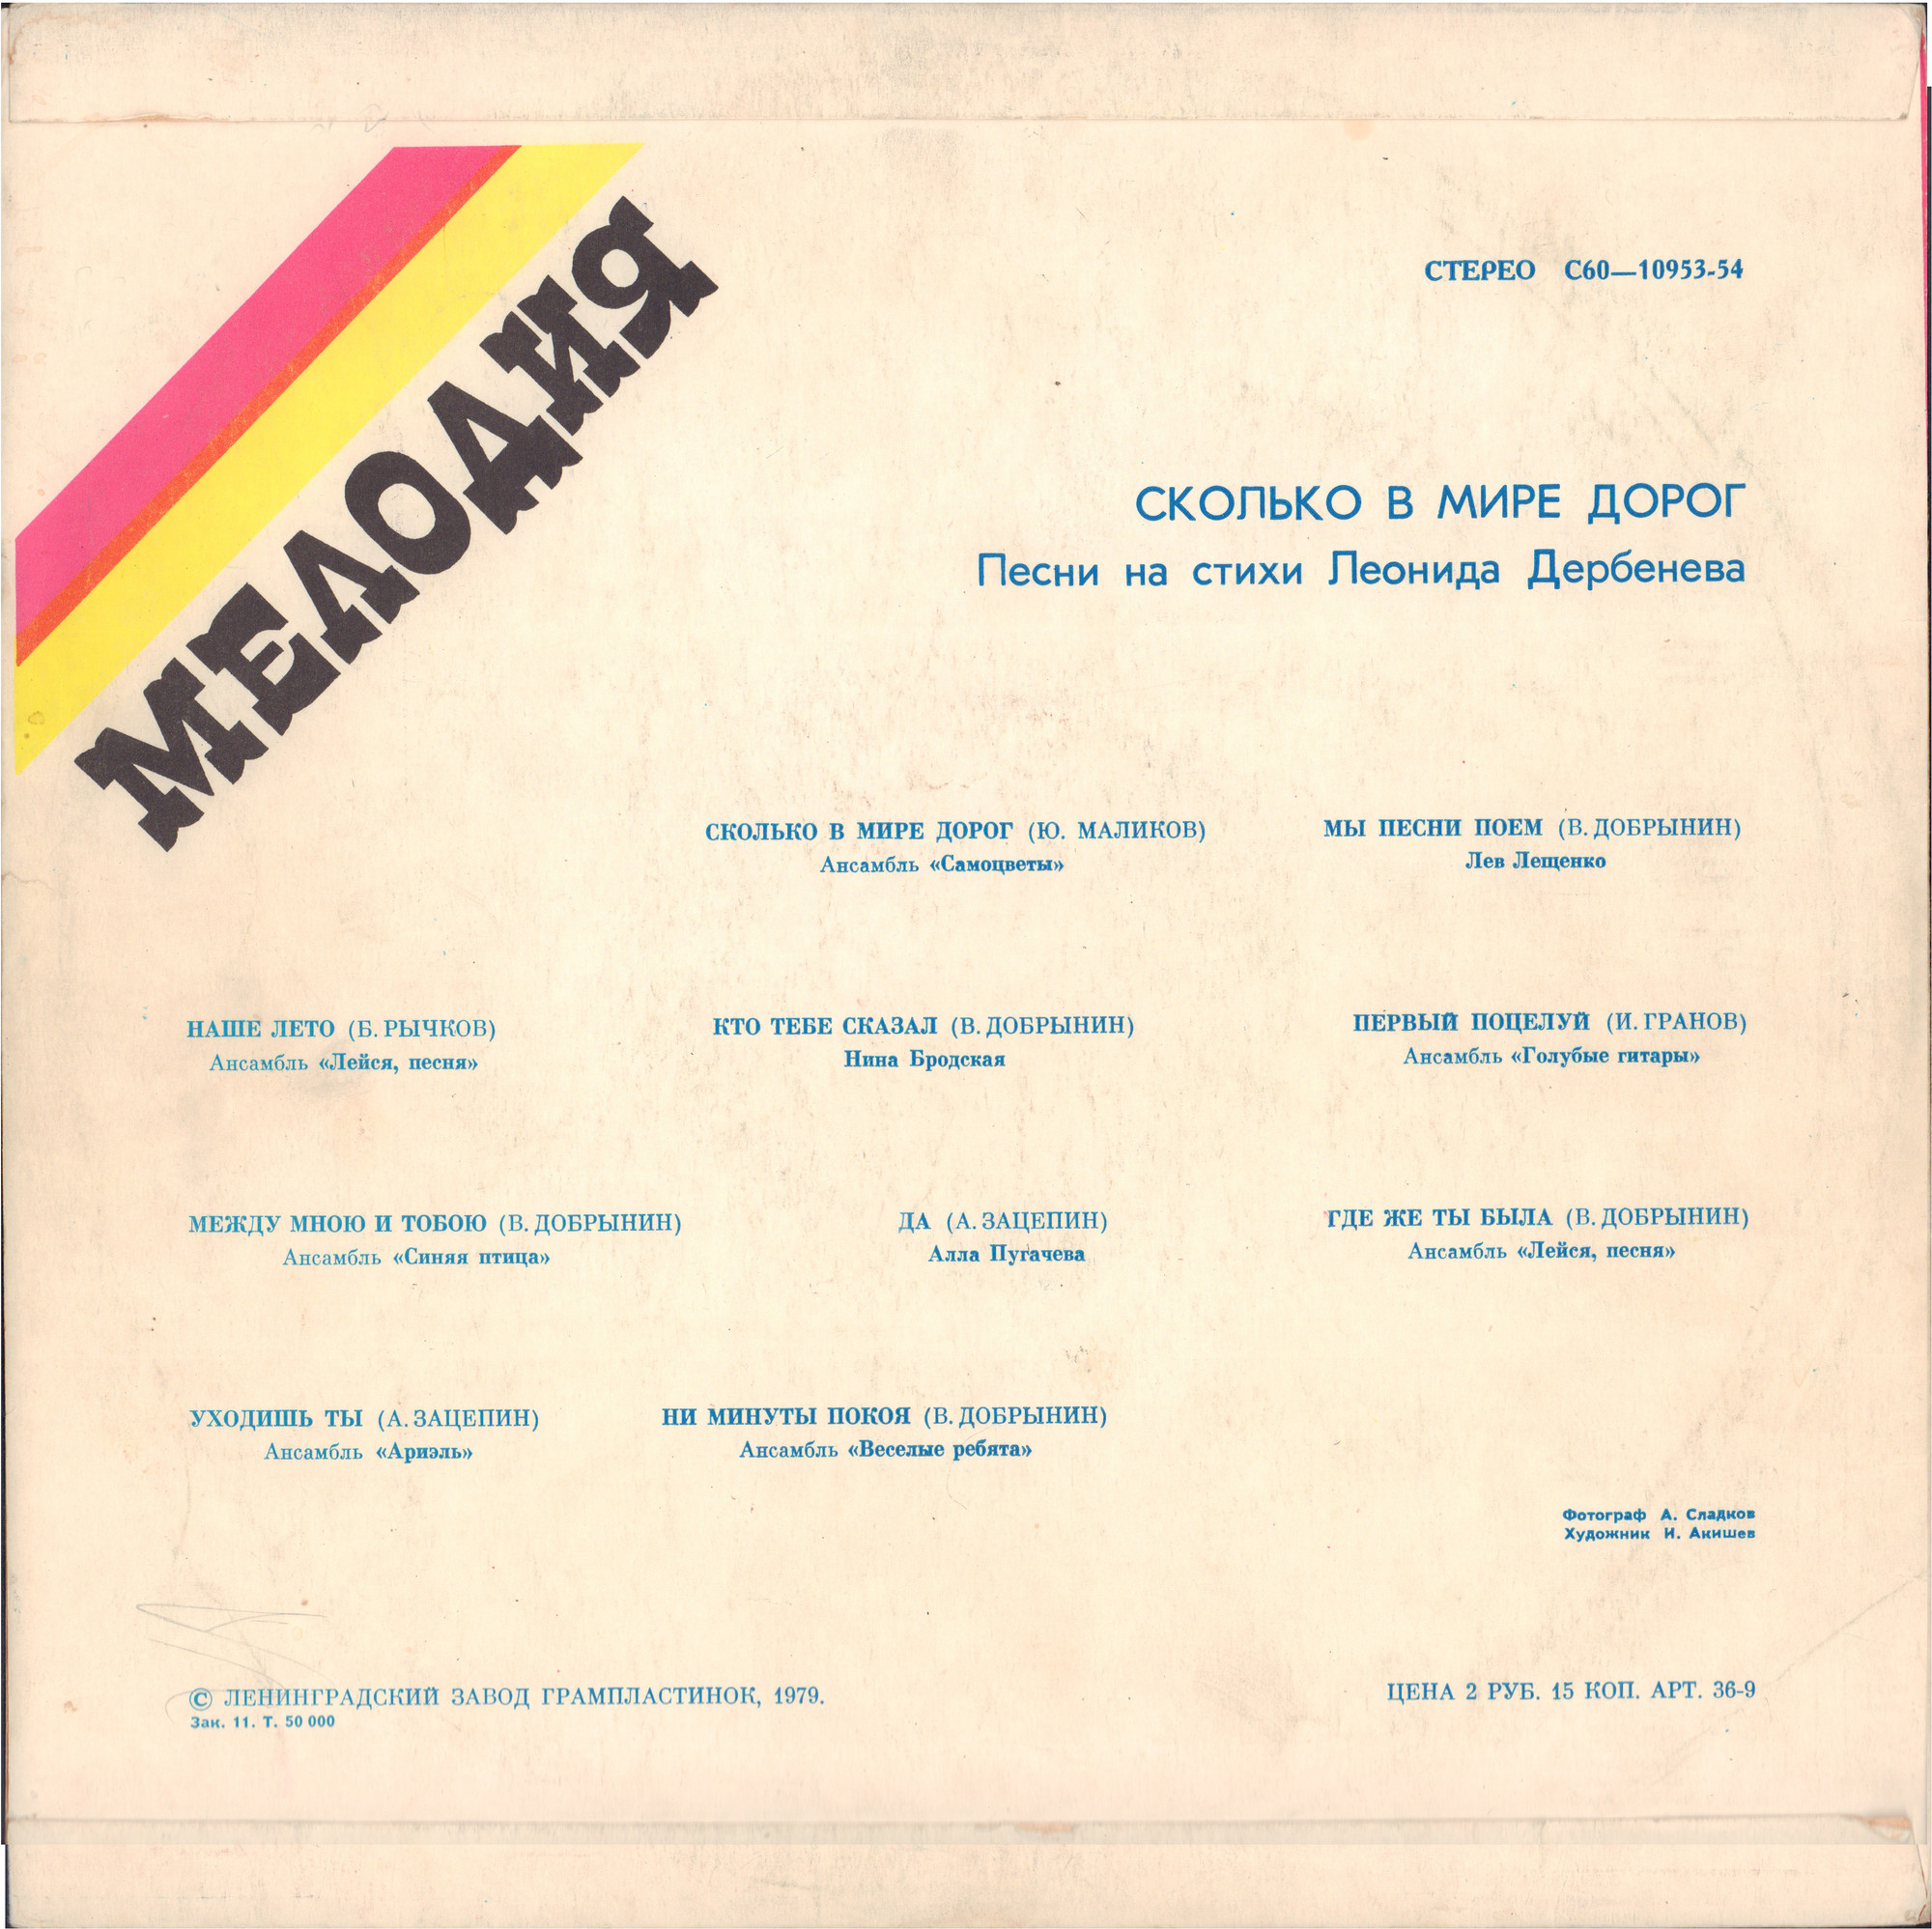 МЕЛОДИЯ
СТЕРЕО С60—10953-54
СКОЛЬКО В МИРЕ ДОРОГ
Песни на стихи Леонида Дербенева
СКОЛЬКО В МИРЕ ДОРОГ (Ю. МАЛИКОВ)
Ансамбль «Самоцветы»
МЫ ПЕСНИ ПОЕМ (В. ДОБРЫНИН)
Лев Лещенко
НАШЕ ЛЕТО (Б. РЫЧКОВ)
Ансамбль «Лейся, песня»
КТО ТЕБЕ СКАЗАЛ (В. ДОБРЫНИН)
Нина Бродская
ПЕРВЫЙ ПОЦЕЛУЙ (И. ГРАНОВ)
Ансамбль «Голубые гитары»
МЕЖДУ МНОЮ И ТОБОЮ (В. ДОБРЫНИН)
Ансамбль «Синяя птица»
ДА (А. ЗАЦЕПИН)
Алла Пугачева
ГДЕ ЖЕ ТЫ БЫЛА (В. ДОБРЫНИН)
Ансамбль «Лейся, песня»
УХОДИШЬ ТЫ (А. ЗАЦЕПИН)
Ансамбль «Ариэль»
НИ МИНУТЫ ПОКОЯ (В. ДОБРЫНИН)
Ансамбль «Веселые ребята»
Фотограф А. Сладков
Художник И. Акишев
© ЛЕНИНГРАДСКИЙ ЗАВОД ГРАМПЛАСТИНОК, 1979.
Зак. 11. Т. 50 000
ЦЕНА 2 РУБ. 15 КОП. АРТ. 36-9